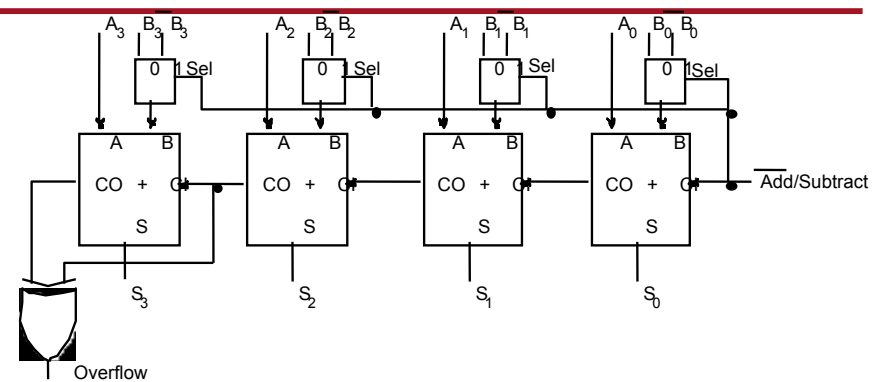 A3 B3 B3 A2 B2 B2 A1 B1 B1 A0 B0 B0
0 1 Sel 0 1 Sel 0 1 Sel 0 1 Sel
A B A B A B A B
CO + CI CO + CI CO + CI CO + CI Add/Subtract
S S S S
S3 S2 S1 S0
Overflow